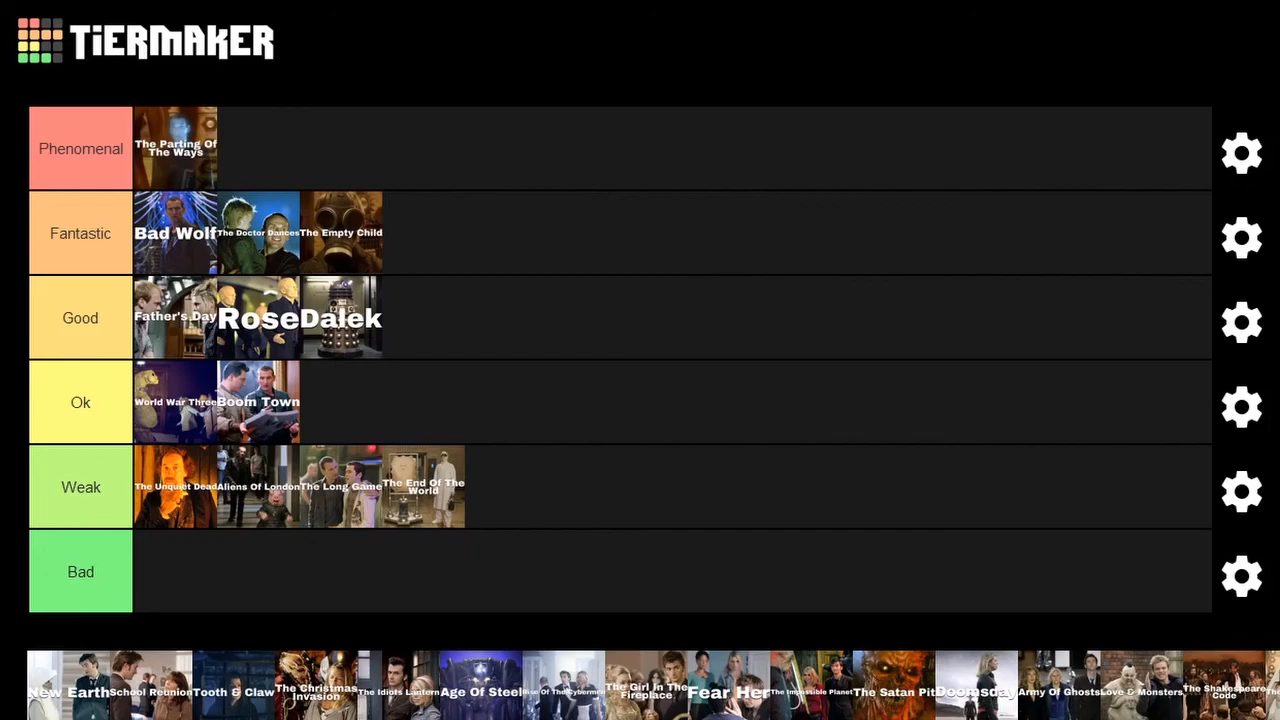 TiERMAKER
Phenomenal
The Parting Of
The Ways
Fantastic
Bad Wolf
The Doctor Dances
The Empty Child
Good
Father's Day
Rose
Dalek
Ok
World War Three
Boom Town
Weak
The Unquiet Dead
Aliens Of London
The Long Game
The End Of The
World
Bad
New Earth
School Reunion
Tooth & Claw
The Christmas
Invasion
The Idiots Lantern
Age Of Steel
Rise Of The Cybermen
The Girl In The
Fireplace
Fear Her
The Impossible Planet
The Satan Pit
Doomsday
Army Of Ghosts
Love & Monsters
The Shakespeare
Code